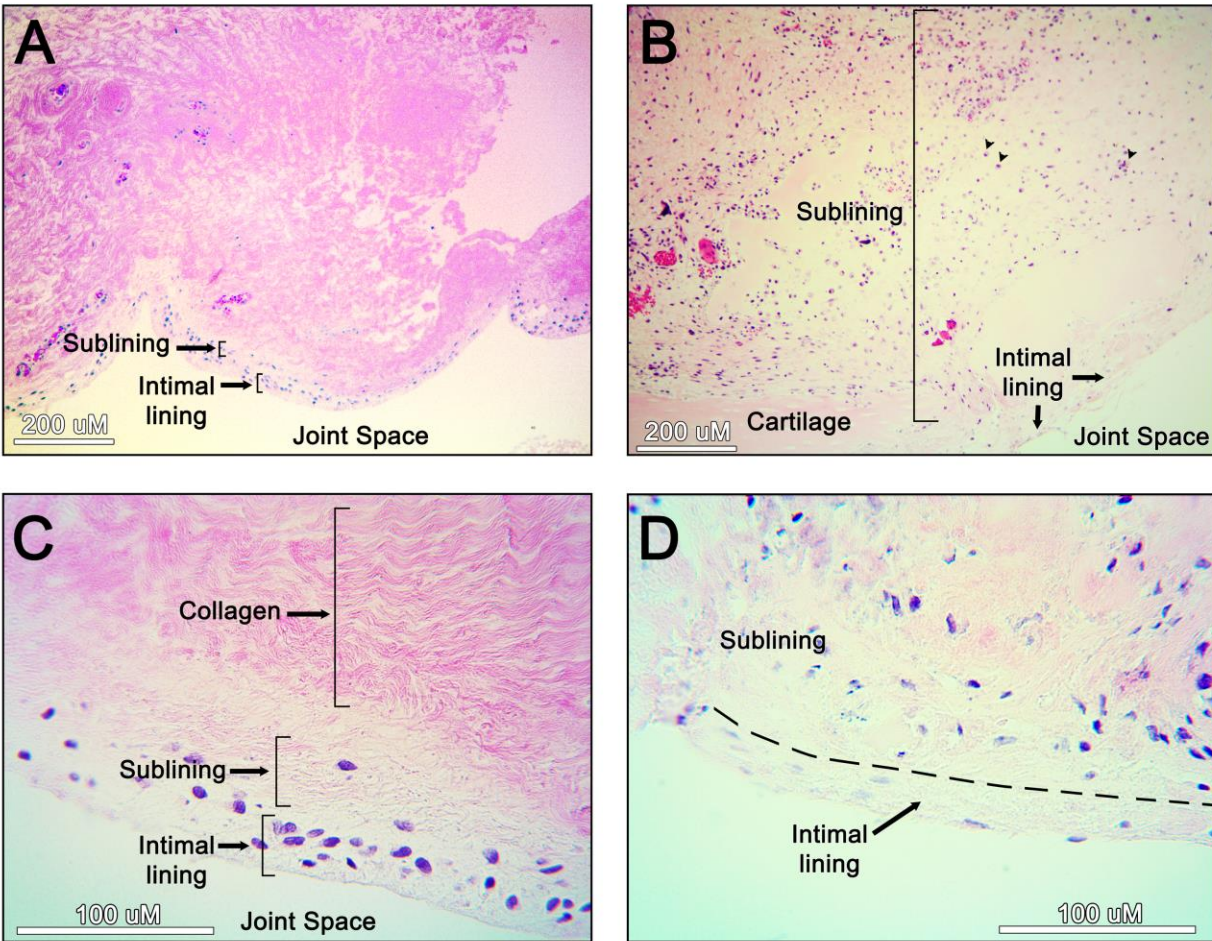 A
Sublining
Intimal
lining
200 uM
Joint Space
B
Sublining
Intimal
lining
Cartilage
200 uM
Joint Space
C
Collagen
Sublining
Intimal
lining
100 uM
Joint Space
D
Sublining
Intimal
lining
100 uM